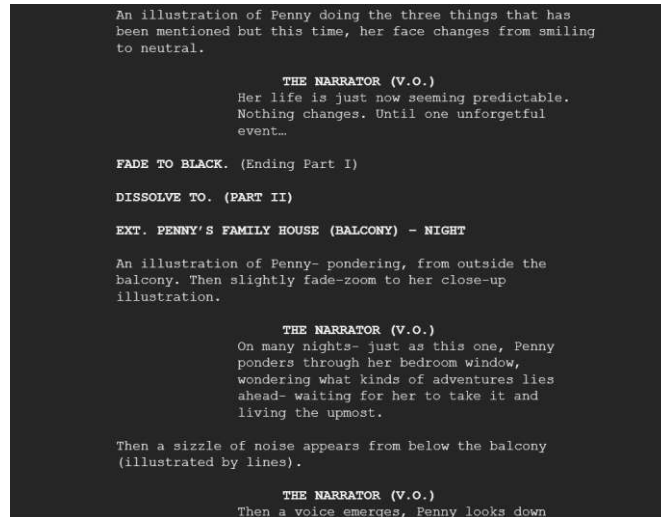 An illustration of Penny doing the three things that has
been mentioned but this time, her face changes from smiling
to neutral.
THE NARRATOR (V.O.)
Her life is just now seeming predictable.
Nothing changes. Until one unforgetful
event…
FADE TO BLACK. (Ending Part I)
DISSOLVE TO. (PART II)
EXT. PENNY'S FAMILY HOUSE (BALCONY) – NIGHT
An illustration of Penny– pondering, from outside the
balcony. Then slightly fade-zoom to her close-up
illustration.
THE NARRATOR (V.O.)
On many nights– just as this one, Penny
ponders through her bedroom window,
wondering what kinds of adventures lies
ahead– waiting for her to take it and
living the upmost.
Then a sizzle of noise appears from below the balcony
(illustrated by lines).
THE NARRATOR (V.O.)
Then a voice emerges, Penny looks down